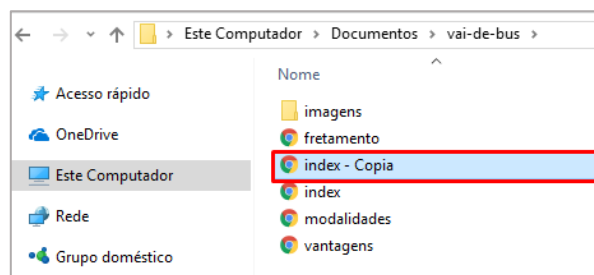 Este Computador > Documentos > vai-de-bus >
Nome
Acesso rápido
OneDrive
Este Computador
Rede
Grupo doméstico
imagens
fretamento
index - Copia
index
modalidades
vantagens